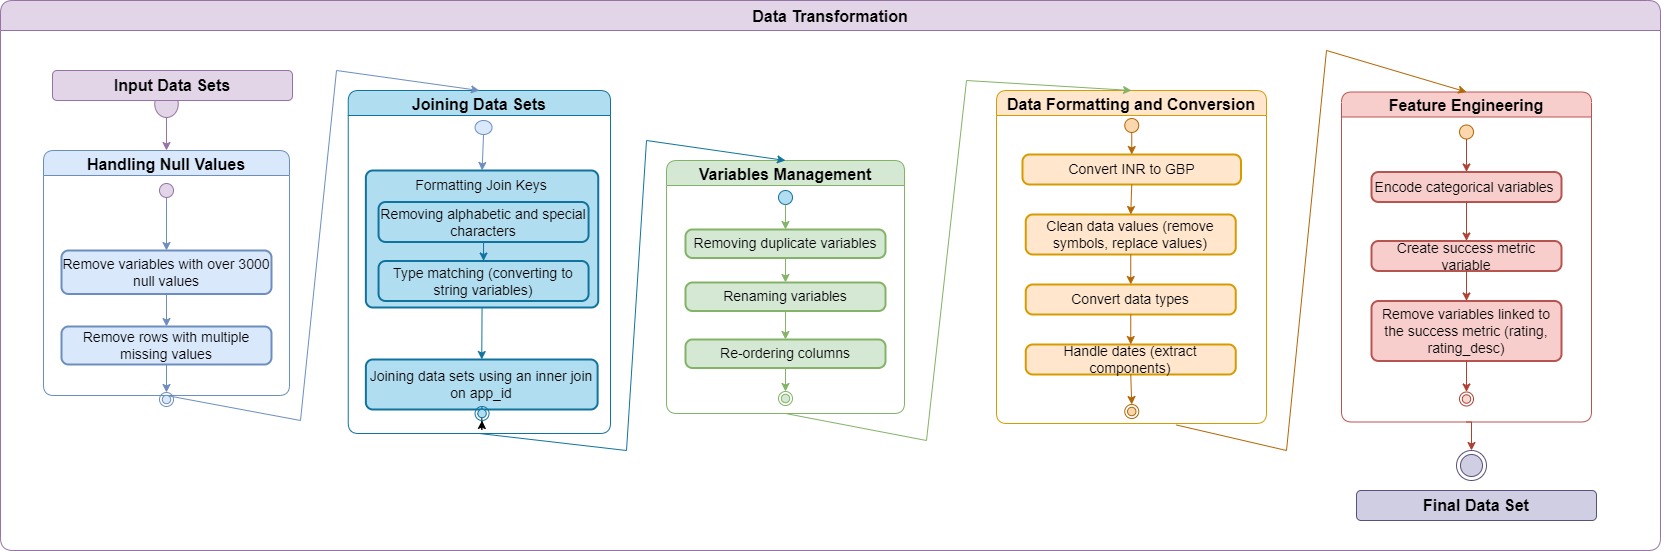 Data Transformation
Input Data Sets
Handling Null Values
Remove variables with over 3000
null values
Remove rows with multiple
missing values
Joining Data Sets
Formatting Join Keys
Removing alphabetic and special
characters
Type matching (converting to
string variables)
Joining data sets using an inner join
on app_id
Variables Management
Removing duplicate variables
Renaming variables
Re-ordering columns
Data Formatting and Conversion
Convert INR to GBP
Clean data values (remove
symbols, replace values)
Convert data types
Handle dates (extract
components)
Feature Engineering
Encode categorical variables
Create success metric
variable
Remove variables linked to
the success metric (rating,
rating_desc)
Final Data Set